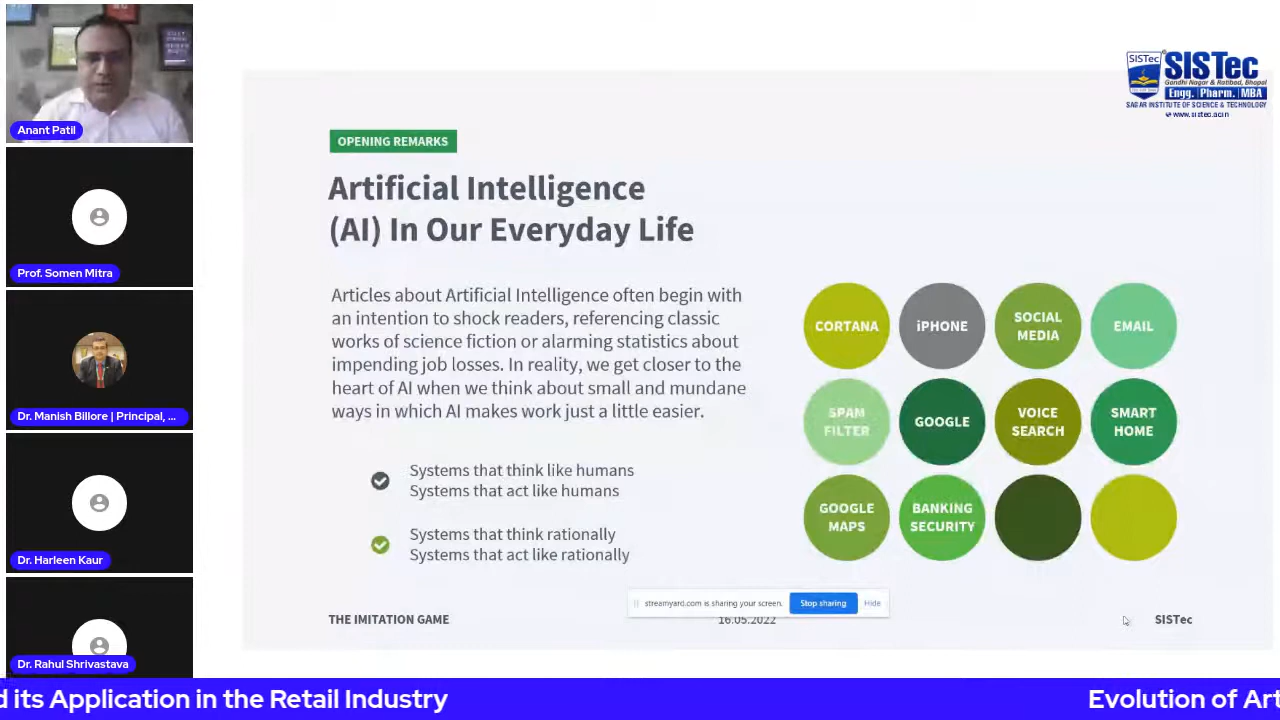 Anant Patil
Prof. Somen Mitra
Dr. Manish Billore | Principal, ...
Dr. Harleen Kaur
Dr. Rahul Shrivastava
SISTec
SISTec
Gandhi Nagar & Ratibad, Bhopal
Engg. | Pharm. | MBA
SAGAR INSTITUTE OF SCIENCE & TECHNOLOGY
www.sistec.ac.in
OPENING REMARKS
Artificial Intelligence
(AI) In Our Everyday Life
Articles about Artificial Intelligence often begin with
an intention to shock readers, referencing classic
works of science fiction or alarming statistics about
impending job losses. In reality, we get closer to the
heart of AI when we think about small and mundane
ways in which AI makes work just a little easier.
Systems that think like humans
Systems that act like humans
Systems that think rationally
Systems that act like rationally
CORTANA
iPHONE
SOCIAL
MEDIA
EMAIL
SPAM
FILTER
GOOGLE
VOICE
SEARCH
SMART
HOME
GOOGLE
MAPS
BANKING
SECURITY
streamyard.com is sharing your screen.
Stop sharing
Hide
THE IMITATION GAME
16.05.2022
SISTec
d its Application in the Retail Industry
Evolution of Art